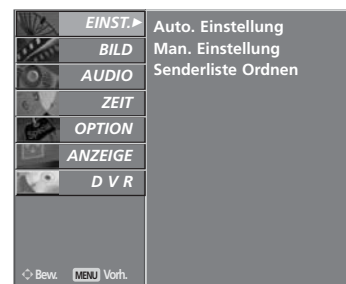 EINST.
BILD
AUDIO
ZEIT
OPTION
ANZEIGE
D V R
Auto. Einstellung
Man. Einstellung
Senderliste Ordnen
Bew. MENU Vorh.